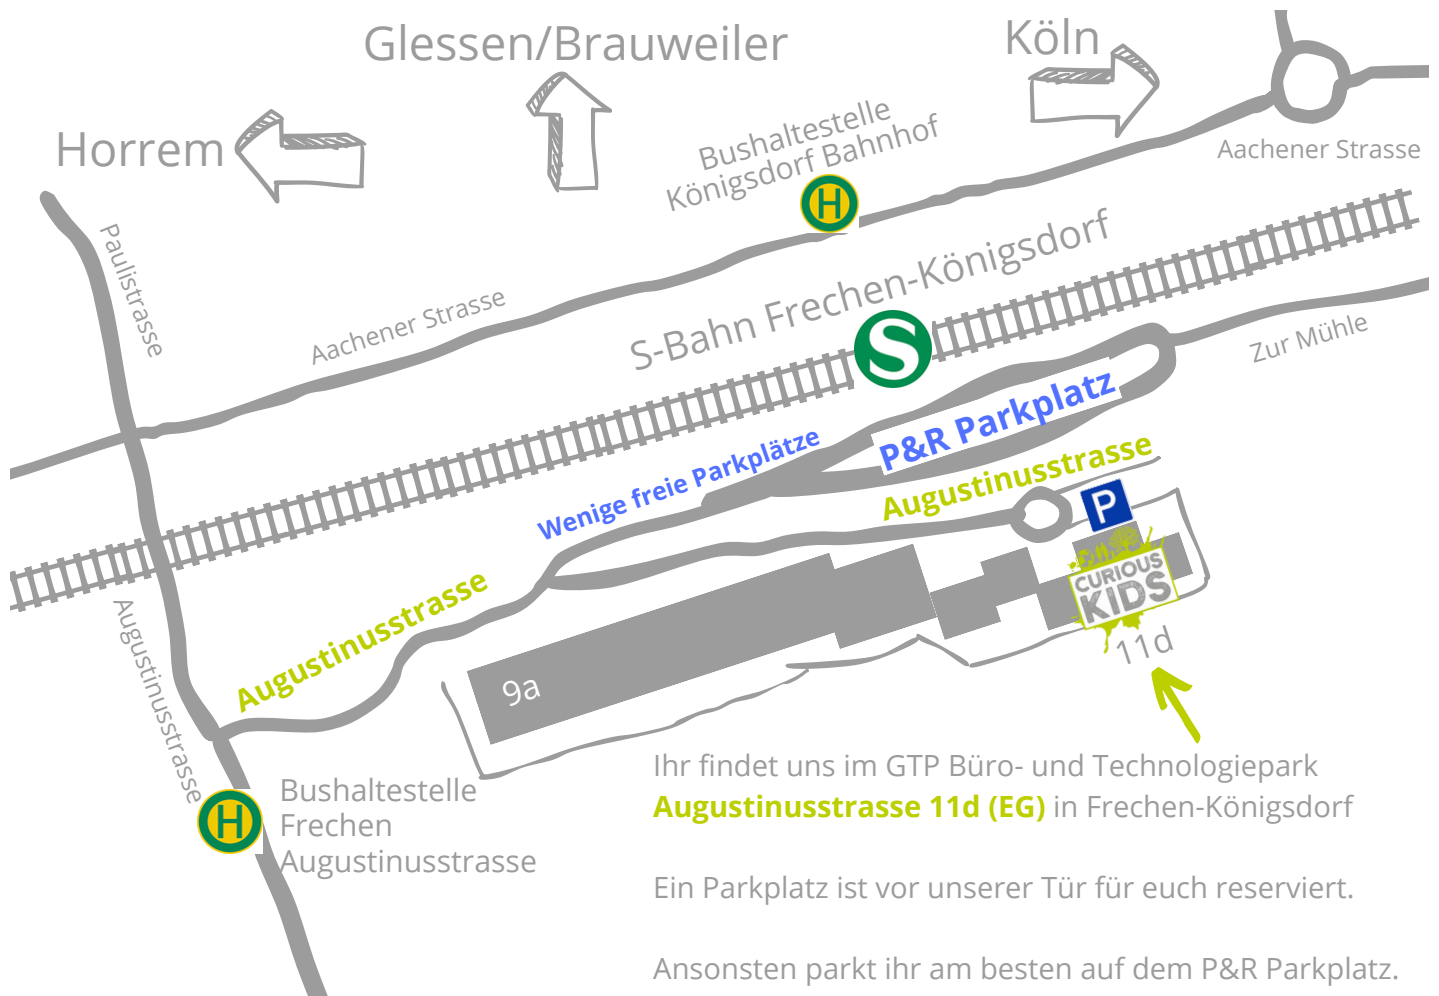 Glessen/Brauweiler
Köln
Horrem
Bushaltestelle
Königsdorf Bahnhof
Aachener Strasse
Paulistrasse
S-Bahn Frechen-Königsdorf
Aachener Strasse
S
H
Zur Mühle
P&R Parkplatz
Wenige freie Parkplätze
Augustinusstrasse
P
CURIOUS
KIDS
11d
Augustinusstrasse
Augustinusstrasse
9a
H
Bushaltestelle
Frechen
Augustinusstrasse
Ihr findet uns im GTP Büro- und Technologiepark
Augustinusstrasse 11d (EG) in Frechen-Königsdorf
Ein Parkplatz ist vor unserer Tür für euch reserviert.
Ansonsten parkt ihr am besten auf dem P&R Parkplatz.